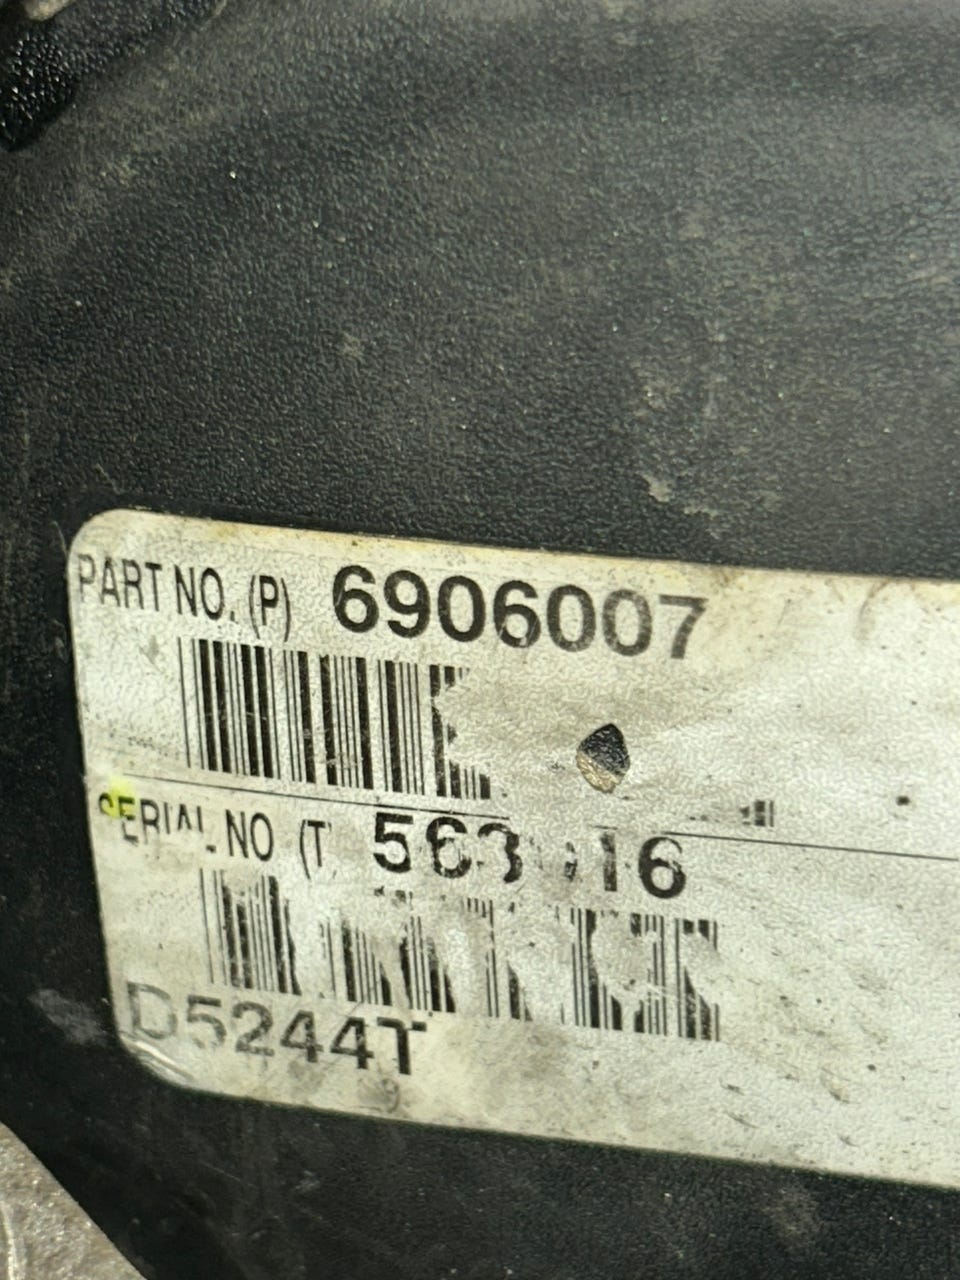 PART NO. (P) 6906007
SERIAL NO (T)
D5244T